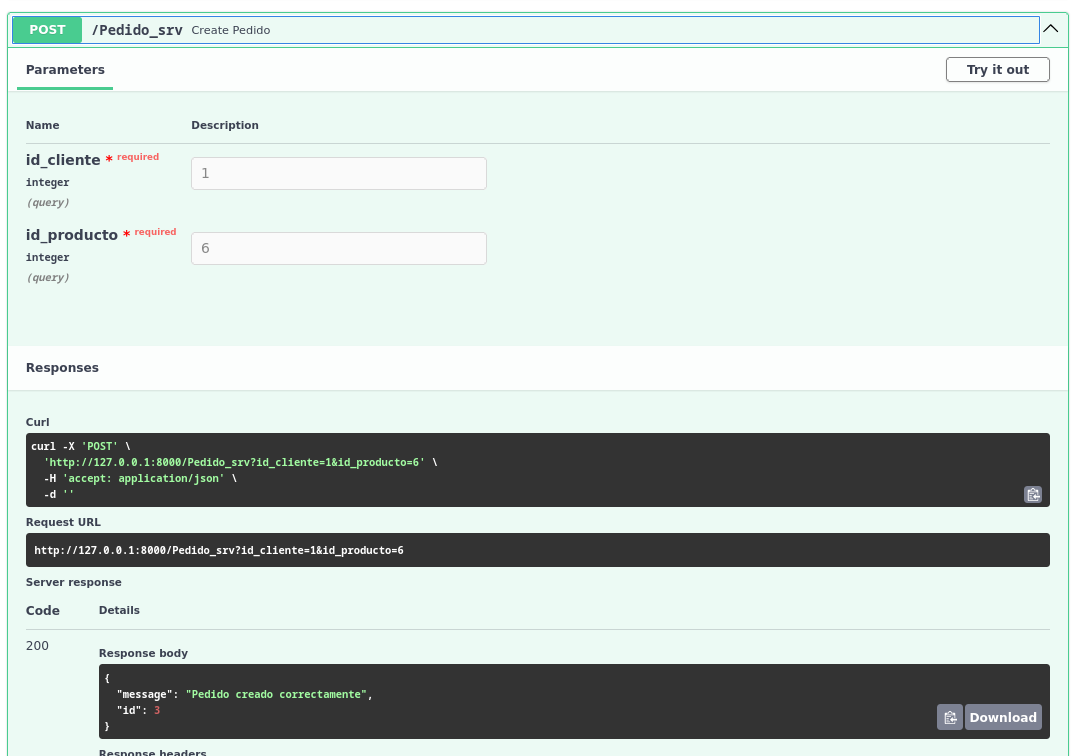 POST /Pedido_srv Create Pedido
Parameters
Try it out
Name Description
id_cliente * required
integer
(query)
1
id_producto * required
integer
(query)
6
Responses
Curl
curl -X 'POST' \
  'http://127.0.0.1:8000/Pedido_srv?id_cliente=1&id_producto=6' \
  -H 'accept: application/json' \
  -d ''
Request URL
http://127.0.0.1:8000/Pedido_srv?id_cliente=1&id_producto=6
Server response
Code Details
200
Response body
{
  "message": "Pedido creado correctamente",
  "id": 3
}
Download
Response headers